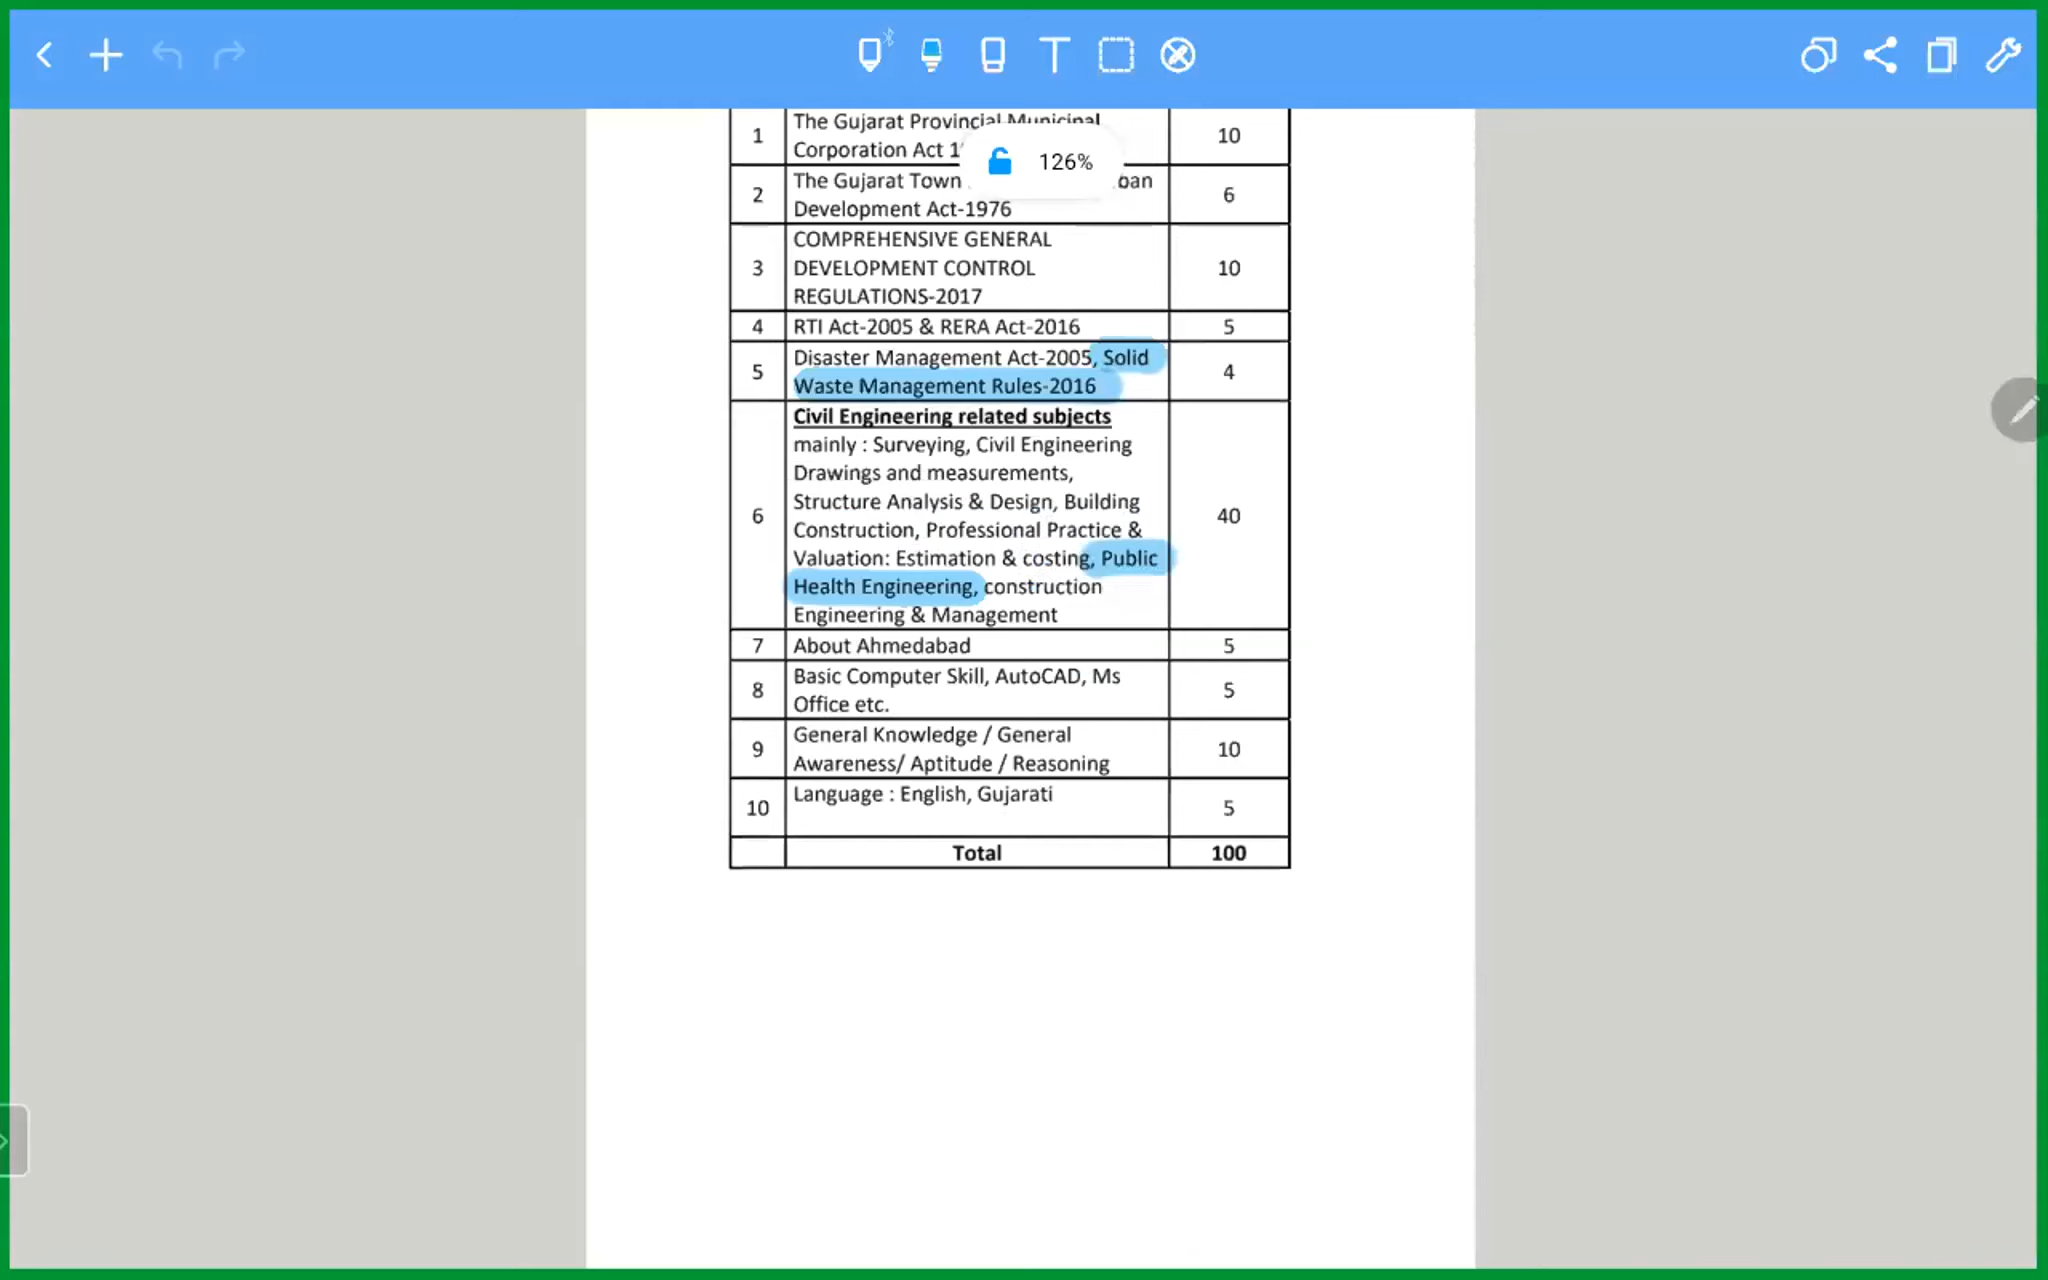 1 The Gujarat Provincial Municipal 10
Corporation Act
126%
2 The Gujarat Town 6
Development Act-1976
3 COMPREHENSIVE GENERAL
DEVELOPMENT CONTROL 10
REGULATIONS-2017
4 RTI Act-2005 & RERA Act-2016 5
5 Disaster Management Act-2005, Solid 4
Waste Management Rules-2016
Civil Engineering related subjects
mainly : Surveying, Civil Engineering
Drawings and measurements,
Structure Analysis & Design, Building
6 40
Construction, Professional Practice &
Valuation: Estimation & costing, Public
Health Engineering, construction
Engineering & Management
7 About Ahmedabad 5
8 Basic Computer Skill, AutoCAD, Ms 5
Office etc.
9 General Knowledge / General 10
Awareness/ Aptitude / Reasoning
10 Language : English, Gujarati 5
Total 100